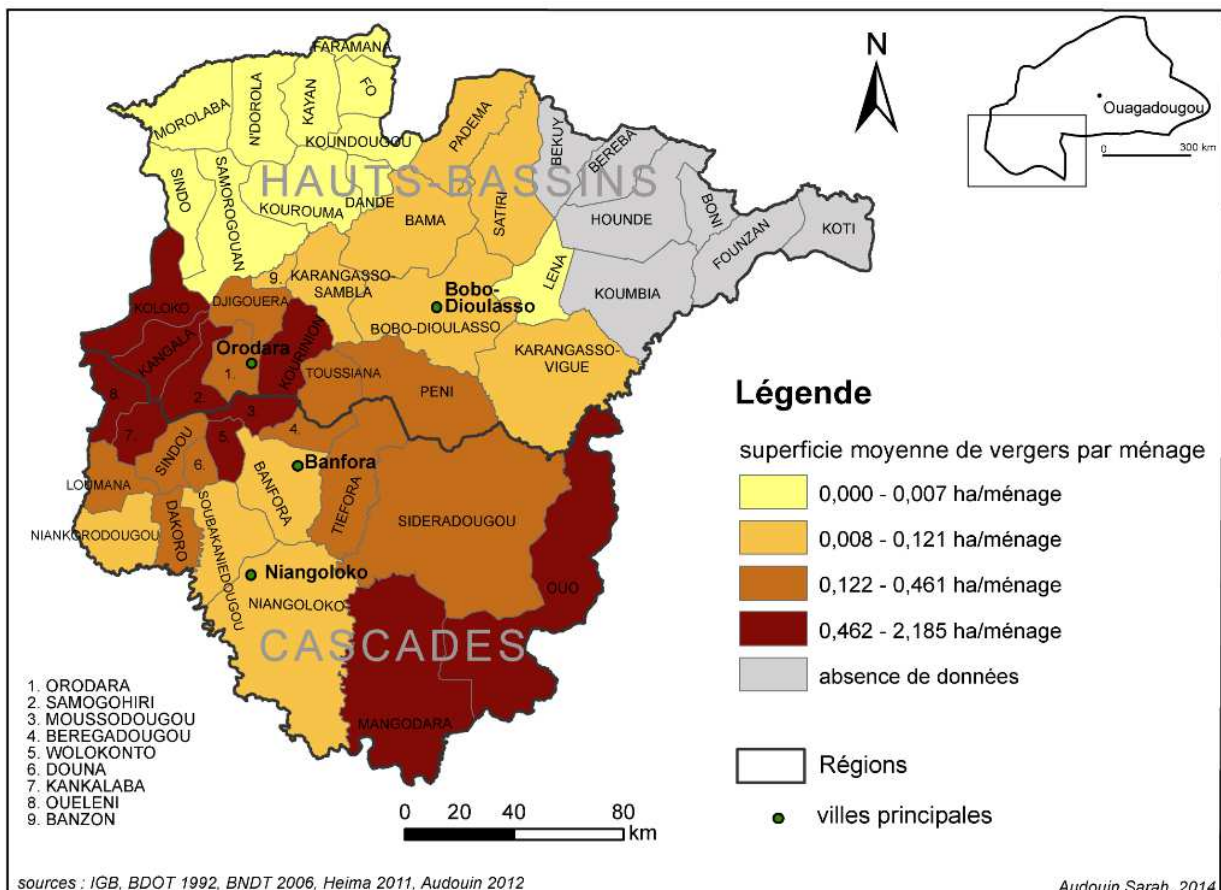 FARAMANA
FO
KAYAN
N'DOROLA
MOROLABA
KOUNDOUGOU
PADEMA
BEKUY
BEREBA
SINDO
SAMOROGOUAN
HAUTS-BASSINS
KOUROUMA
DANDE
BAMA
SATIRI
HOUNDE
BONI
FOUNZAN
KOTI
LENA
KOUMBIA
9.
KARANGASSO-
SAMBLA
Bobo-
Dioulasso
BOBO-DIOULASSO
KOLOKO
DJIGOUERA
KANGALA
Orodara
1.
KOURINION
TOUSSIANA
PENI
KARANGASSO-
VIGUE
8
2.
3.
7.
5.
4.
SINDOU
6.
LOUMANA
Banfora
BANFORA
TIEFORA
SIDERADOUGOU
DAKORO
SOUBAKANIEDOUGOU
NIANKORODOUGOU
Niangoloko
NIANGOLOKO
OUO
CASCADES
MANGODARA
N
Ouagadougou
0 300 km
Légende
superficie moyenne de vergers par ménage
0,000 - 0,007 ha/ménage
0,008 - 0,121 ha/ménage
0,122 - 0,461 ha/ménage
0,462 - 2,185 ha/ménage
absence de données
Régions
villes principales
1. ORODARA
2. SAMOGOHIRI
3. MOUSSODOUGOU
4. BEREGADOUGOU
5. WOLOKONTO
6. DOUNA
7. KANKALABA
8. OUELENI
9. BANZON
0 20 40 80
km
sources : IGB, BDOT 1992, BNDT 2006, Heima 2011, Audouin 2012
Audouin Sarah, 2014